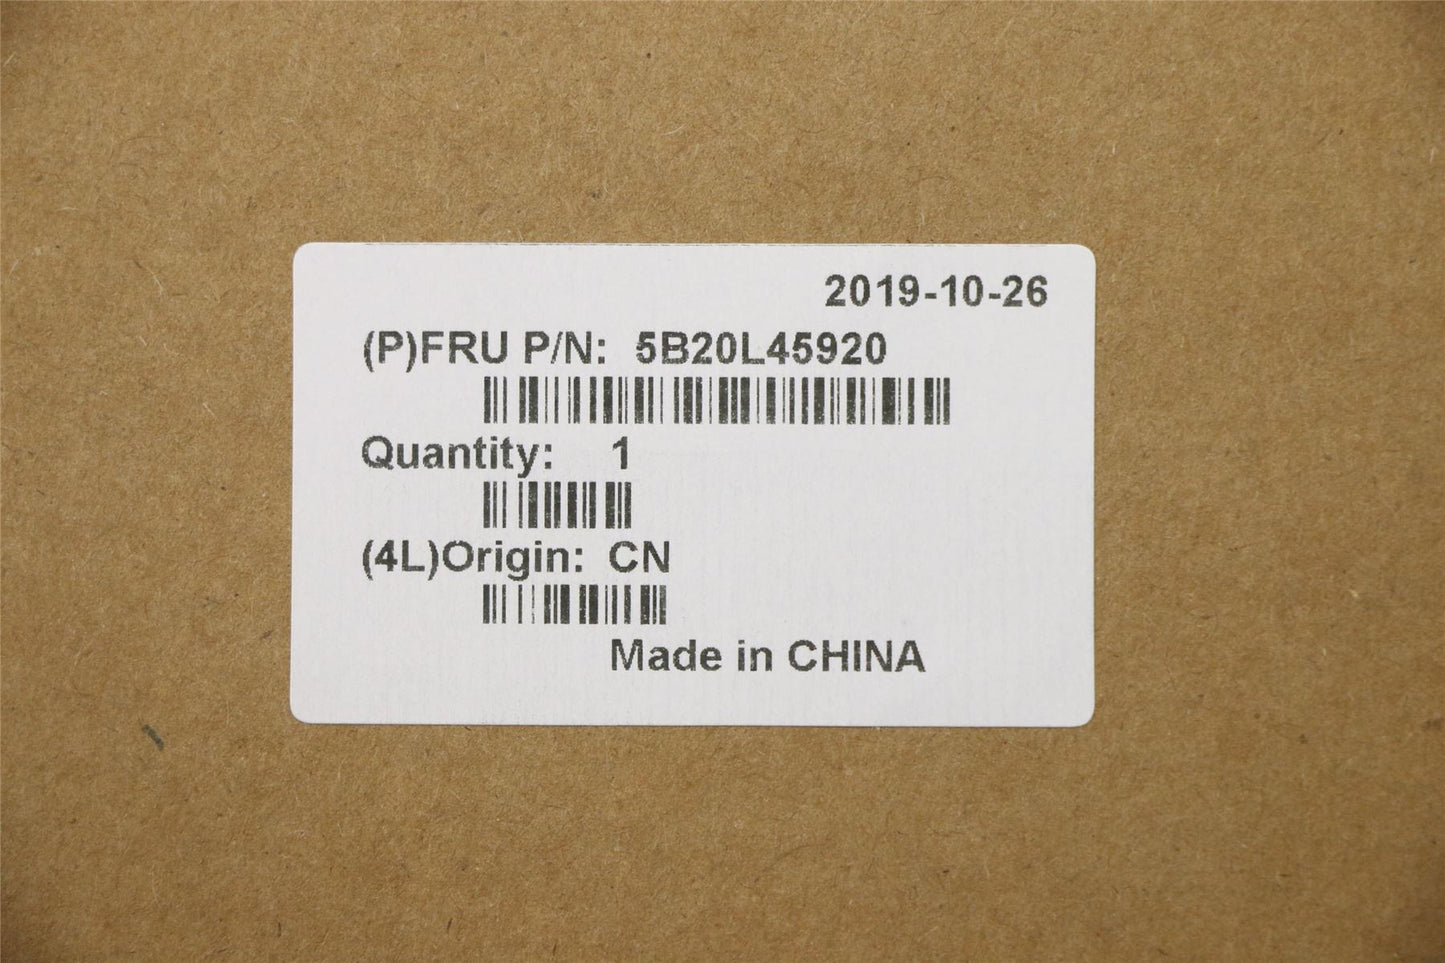 2019-10-26
(P)FRU P/N: 5B20L45920
Quantity: 1
(4L)Origin: CN
Made in CHINA